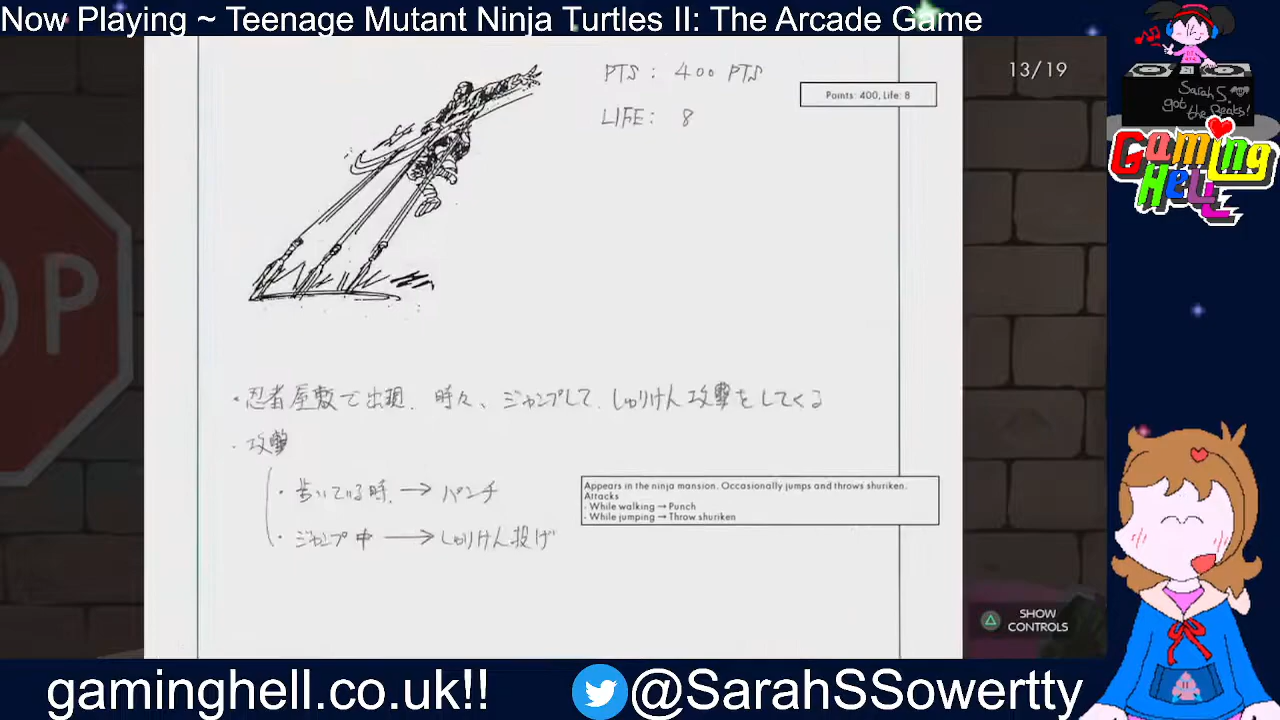 Now Playing ~ Teenage Mutant Ninja Turtles II: The Arcade Game
PTS : 400 PTS
LIFE: 8
Points: 400, Life: 8
13/19
Sarah S.
got
the Beats!
GaminG
Hell
OP
・忍者屋敷で出現. 時々、ジャンプして、しゅりけん攻撃をしてくる
・攻撃
・歩いている時. → パンチ
・ジャンプ中 → しゅりけん投げ
Appears in the ninja mansion. Occasionally jumps and throws shuriken.
Attacks
· While walking → Punch
· While jumping → Throw shuriken
SHOW
CONTROLS
gaminghell.co.uk!!
@SarahSSowertty